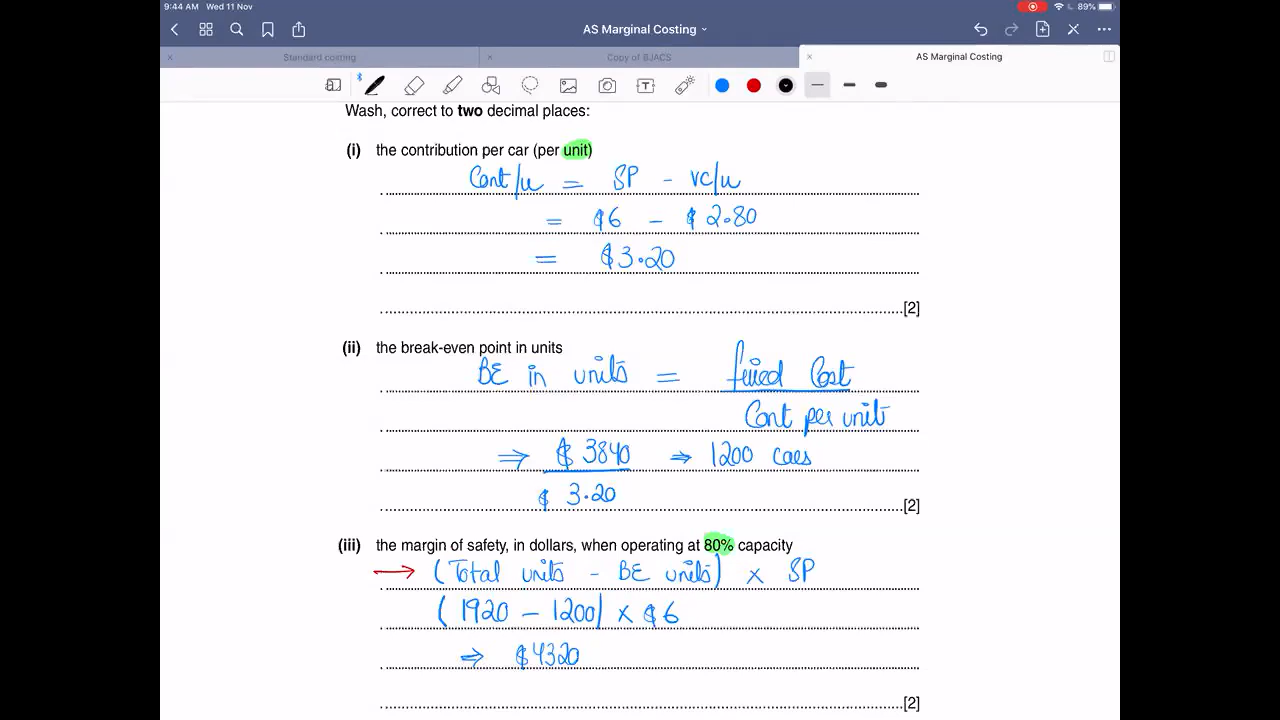 9:44 AM Wed 11 Nov
89%
AS Marginal Costing
Standard costing
Copy of BJACS
AS Marginal Costing
Wash, correct to two decimal places:
(i) the contribution per car (per unit)
Cont/u = SP - VC/u
= $6 - $2.80
= $3.20
[2]
(ii) the break-even point in units
BE in units = fixed Cost
Cont per unit
⇒ $3840 ⇒ 1200 cars
$3.20
[2]
(iii) the margin of safety, in dollars, when operating at 80% capacity
→ (Total units - BE units) × SP
(1920 - 1200) × $6
⇒ $4320
[2]